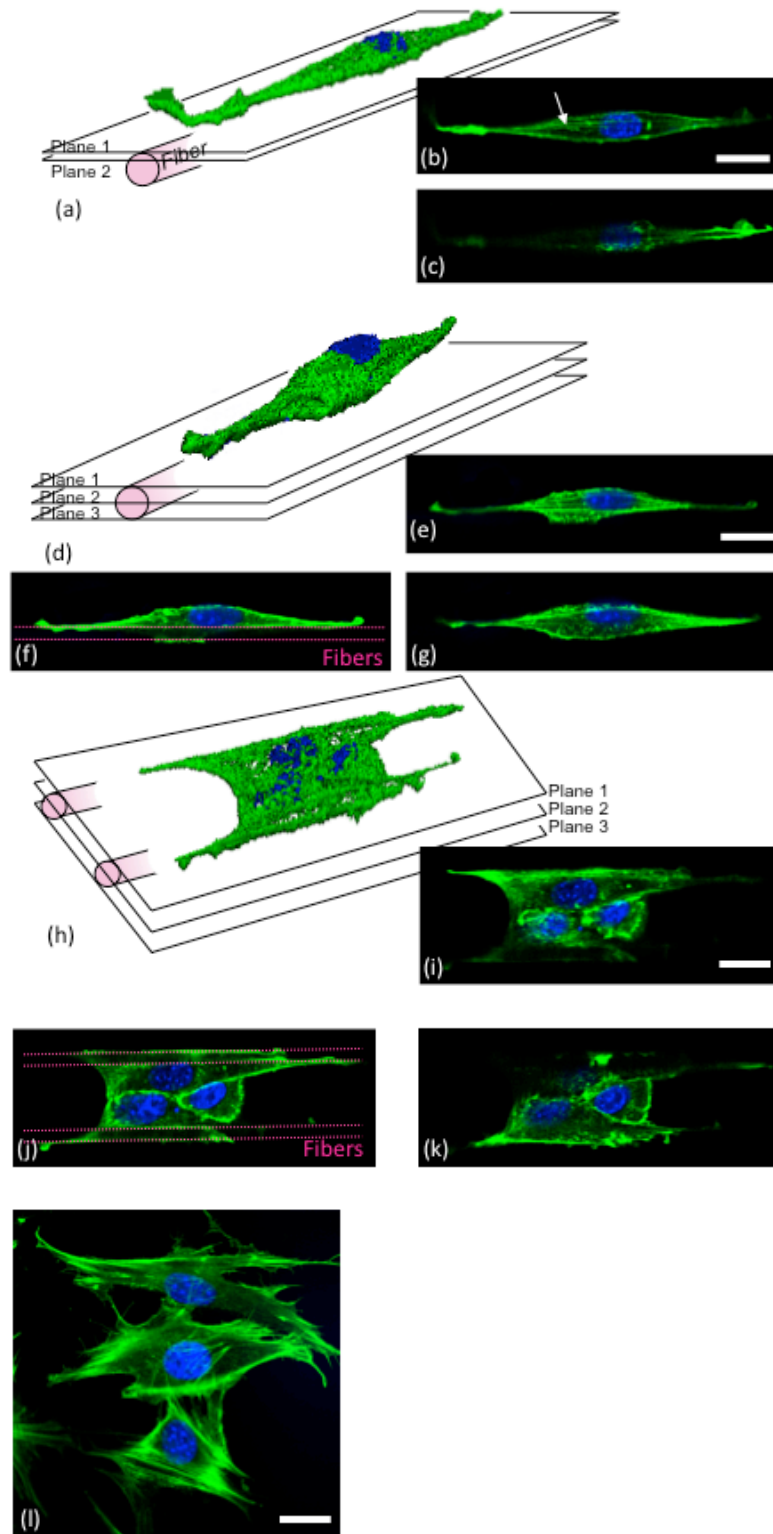 Plane 1
Plane 2
Fiber
(a)
(b)
(c)
Plane 1
Plane 2
Plane 3
(d)
(e)
(f)
Fibers
(g)
Plane 1
Plane 2
Plane 3
(h)
(i)
(j)
Fibers
(k)
(l)